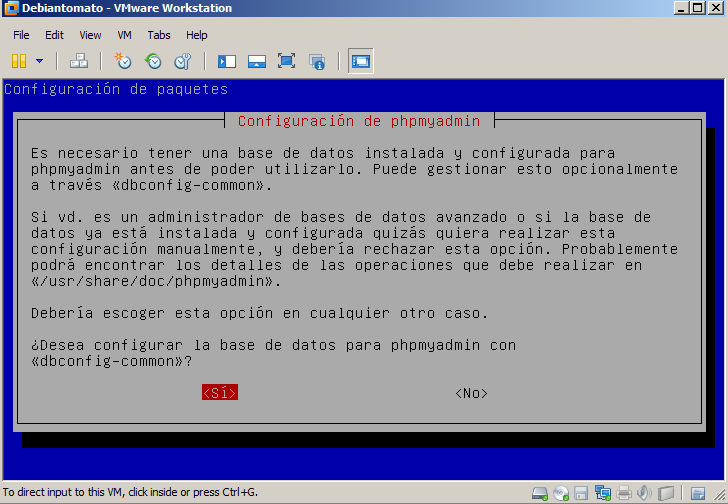 Debiantomato - VMware Workstation
File Edit View VM Tabs Help
Configuración de paquetes
Configuración de phpmyadmin
Es necesario tener una base de datos instalada y configurada para
phpmyadmin antes de poder utilizarlo. Puede gestionar esto opcionalmente
a través «dbconfig-common».
Si vd. es un administrador de bases de datos avanzado o si la base de
datos ya está instalada y configurada quizás quiera realizar esta
configuración manualmente, y debería rechazar esta opción. Probablemente
podrá encontrar los detalles de las operaciones que debe realizar en
«/usr/share/doc/phpmyadmin».
Debería escoger esta opción en cualquier otro caso.
¿Desea configurar la base de datos para phpmyadmin con
«dbconfig-common»?
<Sí> <No>
To direct input to this VM, click inside or press Ctrl+G.